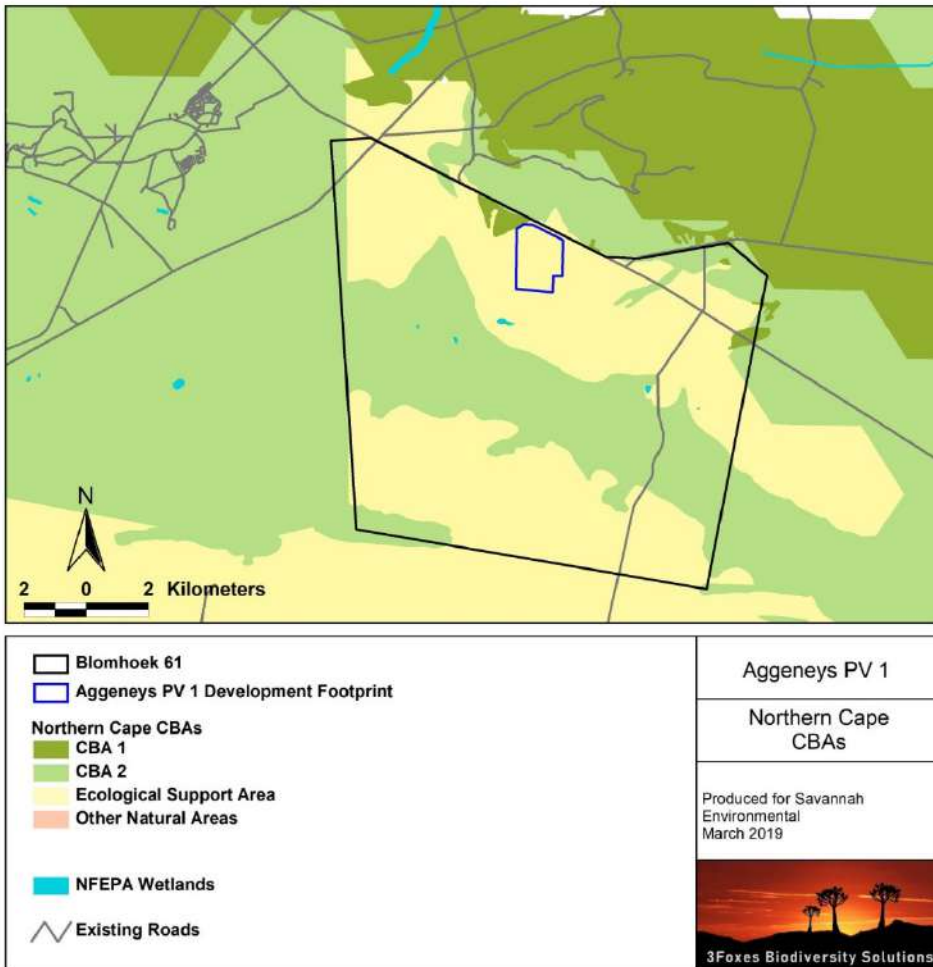 N
2 0 2 Kilometers
Blomhoek 61
Aggeneys PV 1 Development Footprint
Northern Cape CBAs
CBA 1
CBA 2
Ecological Support Area
Other Natural Areas
NFEPA Wetlands
Existing Roads
Aggeneys PV 1
Northern Cape
CBAs
Produced for Savannah
Environmental
March 2019
3Foxes Biodiversity Solutions